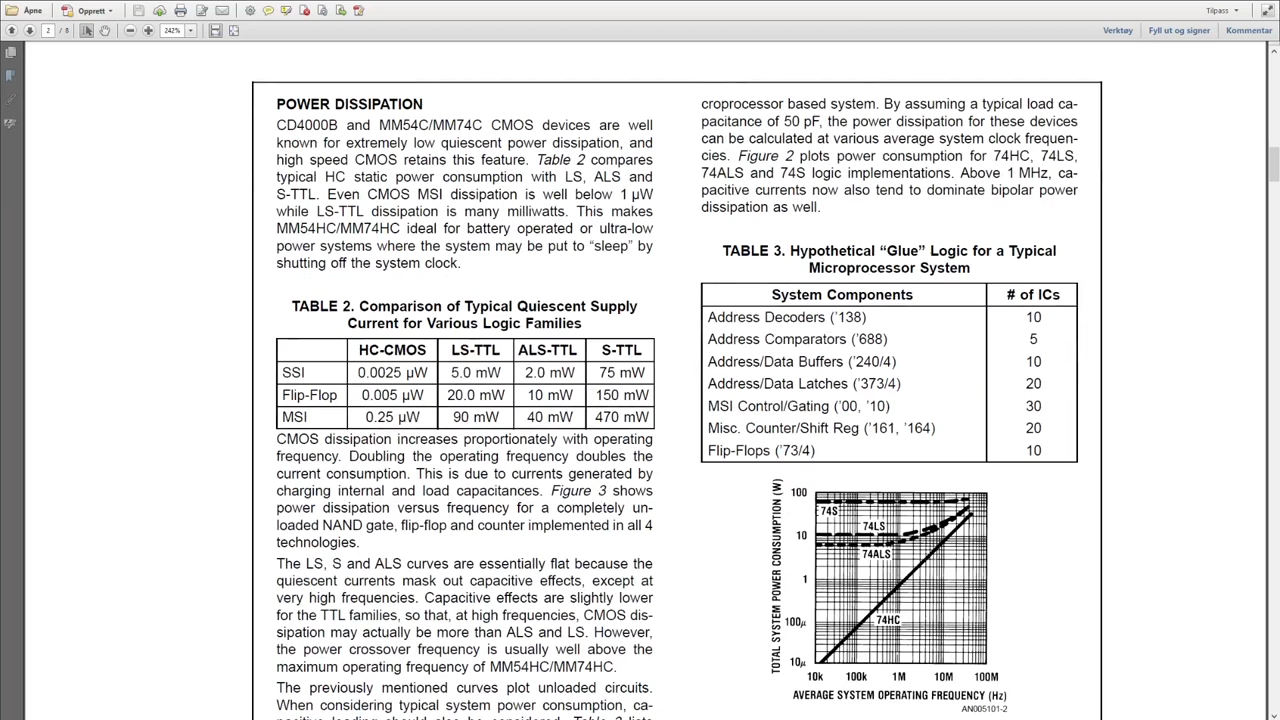 Åpne
Opprett
Tilpass
2 / 8
242%
Verktøy
Fyll ut og signer
Kommentar
POWER DISSIPATION
CD4000B and MM54C/MM74C CMOS devices are well
known for extremely low quiescent power dissipation, and
high speed CMOS retains this feature. Table 2 compares
typical HC static power consumption with LS, ALS and
S-TTL. Even CMOS MSI dissipation is well below 1 µW
while LS-TTL dissipation is many milliwatts. This makes
MM54HC/MM74HC ideal for battery operated or ultra-low
power systems where the system may be put to “sleep” by
shutting off the system clock.
TABLE 2. Comparison of Typical Quiescent Supply
Current for Various Logic Families
HC-CMOS LS-TTL ALS-TTL S-TTL
SSI 0.0025 µW 5.0 mW 2.0 mW 75 mW
Flip-Flop 0.005 µW 20.0 mW 10 mW 150 mW
MSI 0.25 µW 90 mW 40 mW 470 mW
CMOS dissipation increases proportionately with operating
frequency. Doubling the operating frequency doubles the
current consumption. This is due to currents generated by
charging internal and load capacitances. Figure 3 shows
power dissipation versus frequency for a completely un-
loaded NAND gate, flip-flop and counter implemented in all 4
technologies.
The LS, S and ALS curves are essentially flat because the
quiescent currents mask out capacitive effects, except at
very high frequencies. Capacitive effects are slightly lower
for the TTL families, so that, at high frequencies, CMOS dis-
sipation may actually be more than ALS and LS. However,
the power crossover frequency is usually well above the
maximum operating frequency of MM54HC/MM74HC.
The previously mentioned curves plot unloaded circuits.
When considering typical system power consumption, ca-
pacitive loading should also be considered. Table 3 lists
croprocessor based system. By assuming a typical load ca-
pacitance of 50 pF, the power dissipation for these devices
can be calculated at various average system clock frequen-
cies. Figure 2 plots power consumption for 74HC, 74LS,
74ALS and 74S logic implementations. Above 1 MHz, ca-
pacitive currents now also tend to dominate bipolar power
dissipation as well.
TABLE 3. Hypothetical “Glue” Logic for a Typical
Microprocessor System
System Components # of ICs
Address Decoders (’138) 10
Address Comparators (’688) 5
Address/Data Buffers (’240/4) 10
Address/Data Latches (’373/4) 20
MSI Control/Gating (’00, ’10) 30
Misc. Counter/Shift Reg (’161, ’164) 20
Flip-Flops (’73/4) 10
TOTAL SYSTEM POWER CONSUMPTION (W)
100
10
1
100µ
10µ
74S
74LS
74ALS
74HC
10k 100k 1M 10M 100M
AVERAGE SYSTEM OPERATING FREQUENCY (Hz)
AN005101-2